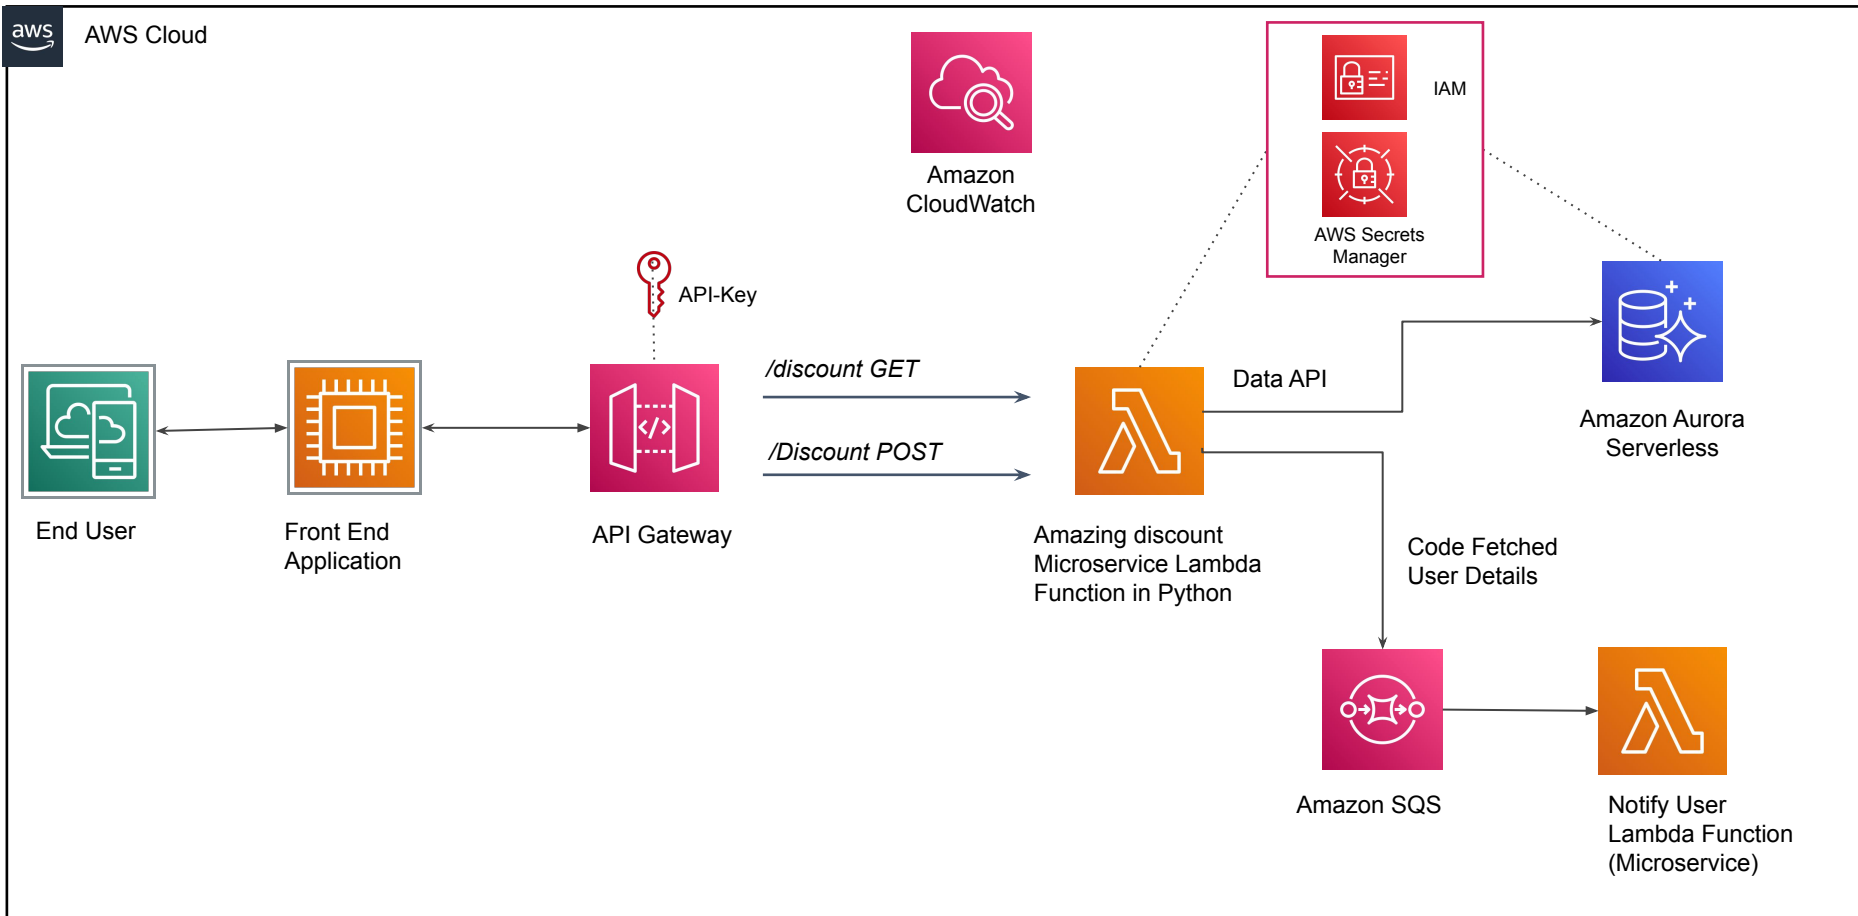 aws
AWS Cloud
Amazon
CloudWatch
IAM
AWS Secrets
Manager
API-Key
/discount GET
/Discount POST
Data API
Amazon Aurora
Serverless
End User
Front End
Application
</>
API Gateway
Amazing discount
Microservice Lambda
Function in Python
Code Fetched
User Details
Amazon SQS
Notify User
Lambda Function
(Microservice)